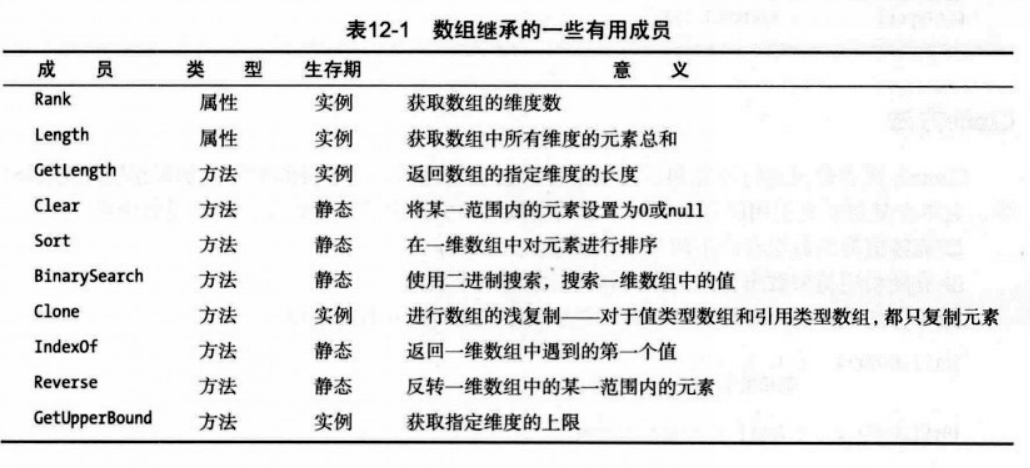 表12-1 数组继承的一些有用成员
成 员 类 型 生存期 意 义
Rank 属性 实例 获取数组的维度数
Length 属性 实例 获取数组中所有维度的元素总和
GetLength 方法 实例 返回数组的指定维度的长度
Clear 方法 静态 将某一范围内的元素设置为0或null
Sort 方法 静态 在一维数组中对元素进行排序
BinarySearch 方法 静态 使用二进制搜索，搜索一维数组中的值
Clone 方法 实例 进行数组的浅复制——对于值类型数组和引用类型数组，都只复制元素
IndexOf 方法 静态 返回一维数组中遇到的第一个值
Reverse 方法 静态 反转一维数组中的某一范围内的元素
GetUpperBound 方法 实例 获取指定维度的上限